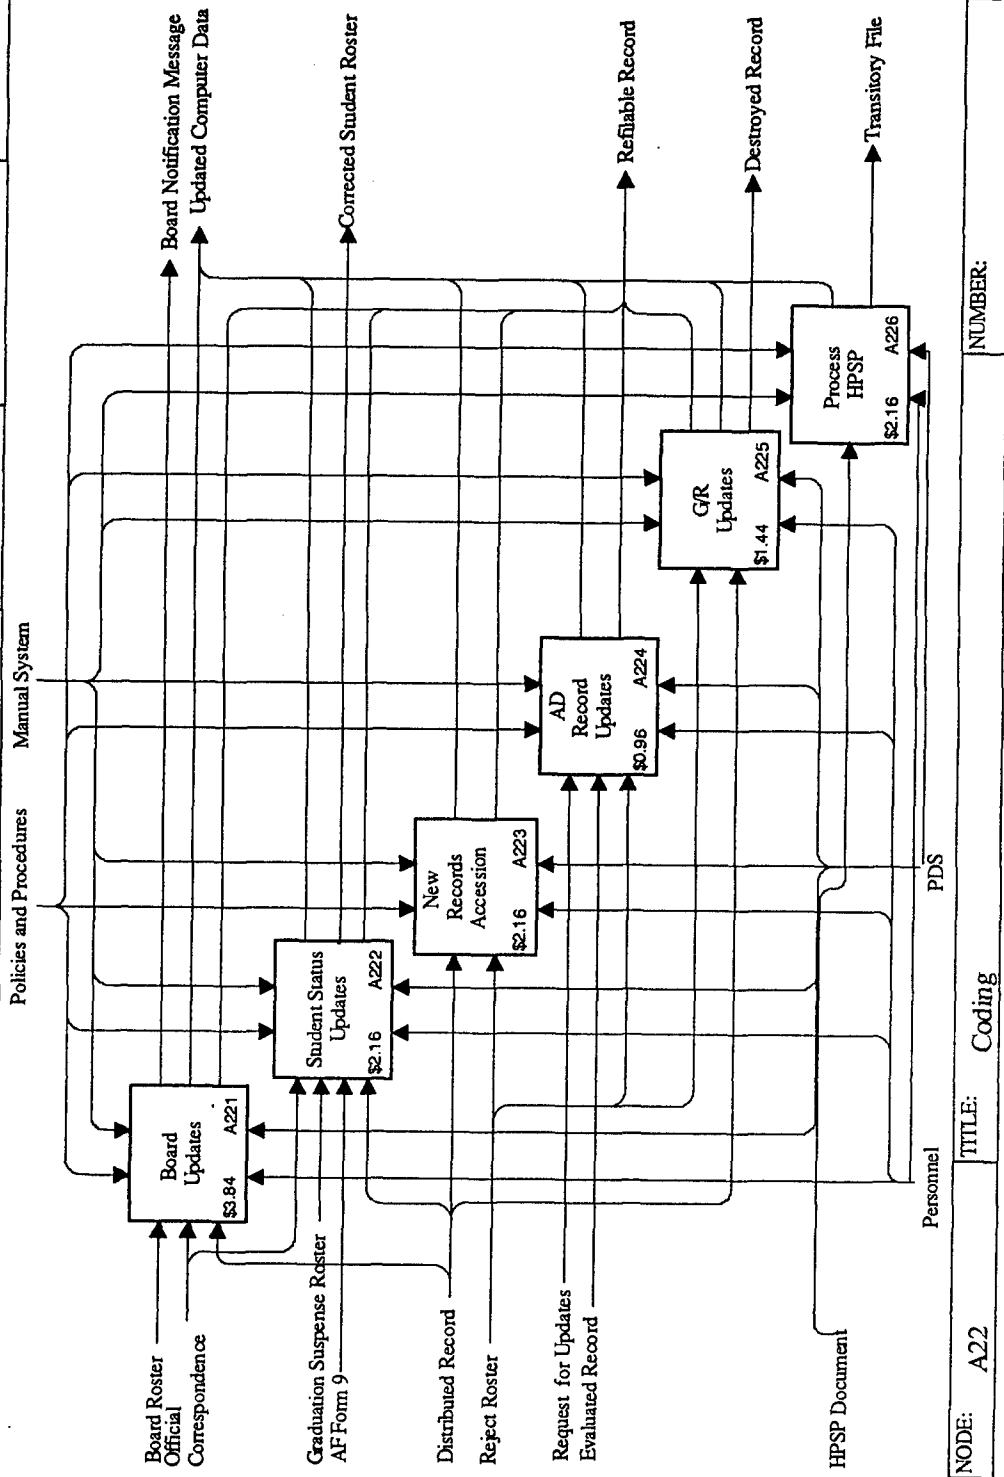 Policies and Procedures
Manual System
Board Roster
Official
Correspondence
Graduation Suspense Roster
AF Form 9
Distributed Record
Reject Roster
Request for Updates
Evaluated Record
HPSP Document
Board
Updates
$3.84 A221
Student Status
Updates
$2.16 A222
New
Records
Accession
$2.16 A223
AD
Record
Updates
$0.96 A224
G/R
Updates
$1.44 A225
Process
HPSP
$2.16 A226
Board Notification Message
Updated Computer Data
Corrected Student Roster
Refilable Record
Destroyed Record
Transitory File
Personnel
PDS
NODE: A22
TITLE: Coding
NUMBER: